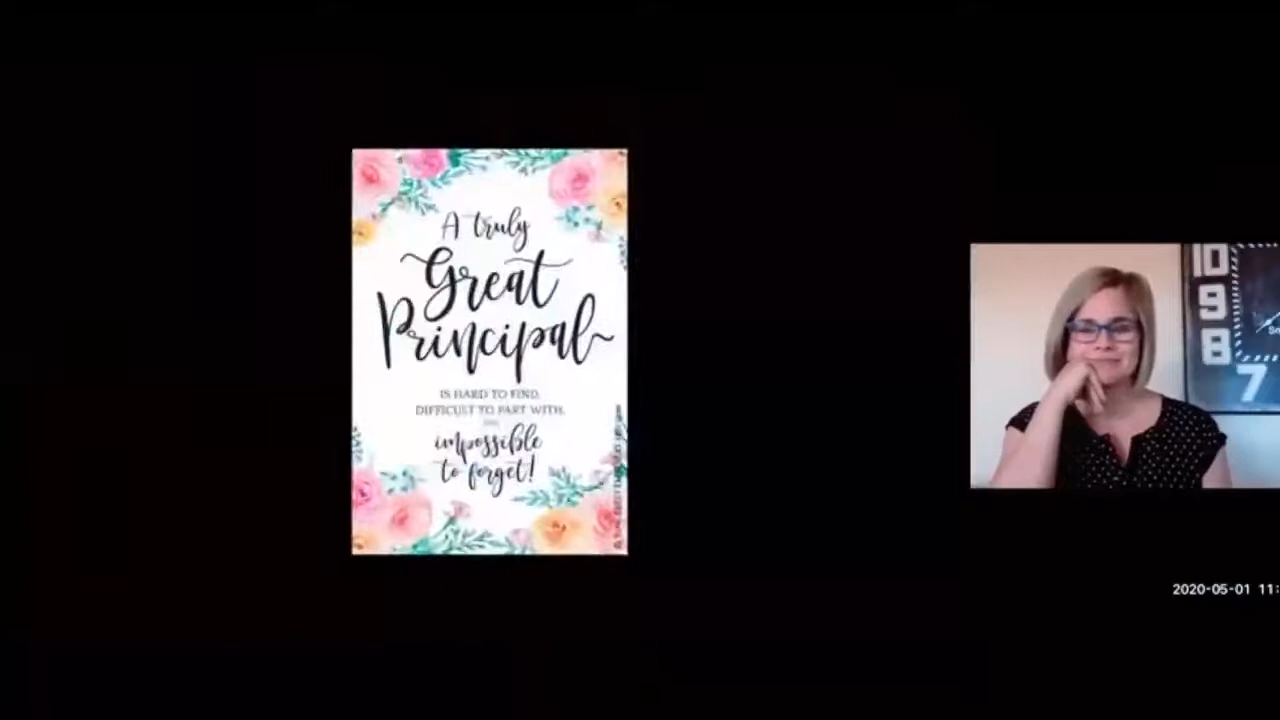 A truly
Great
Principal
IS HARD TO FIND,
DIFFICULT TO PART WITH,
impossible
to forget!
10
9
8
7
2020-05-01 11: